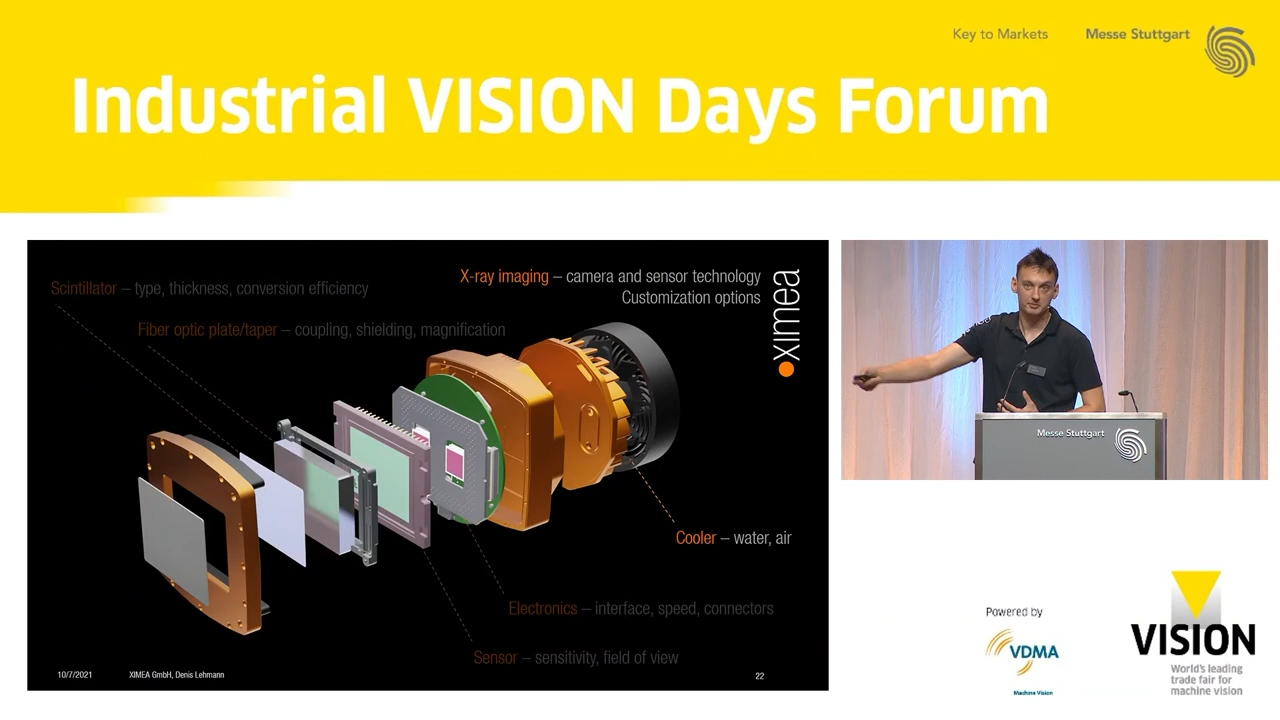 Key to Markets
Messe Stuttgart
Industrial VISION Days Forum
Scintillator – type, thickness, conversion efficiency
X-ray imaging – camera and sensor technology
Customization options
ximea
Fiber optic plate/taper – coupling, shielding, magnification
Cooler – water, air
Electronics – interface, speed, connectors
Sensor – sensitivity, field of view
10/7/2021
XIMEA GmbH, Denis Lehmann
22
Messe Stuttgart
Powered by
VDMA
Machine Vision
VISION
World's leading
trade fair for
machine vision